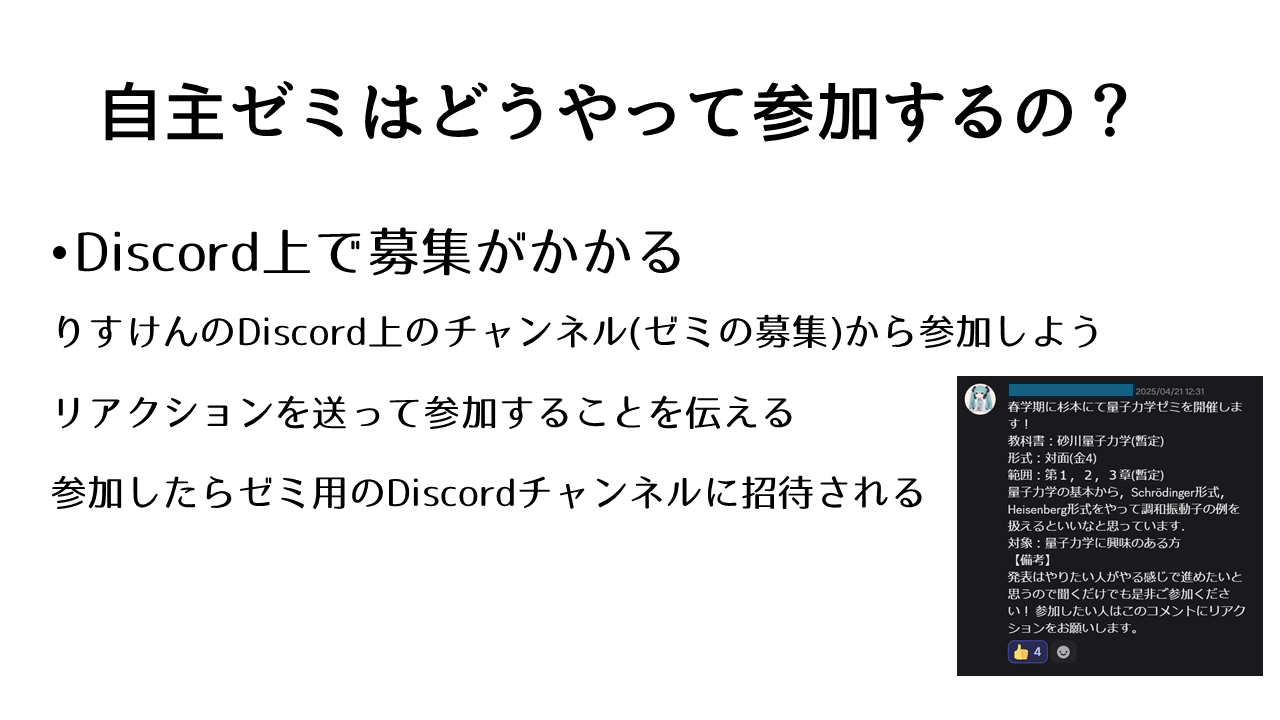 自主ゼミはどうやって参加するの？
•Discord上で募集がかかる
りすけんのDiscord上のチャンネル(ゼミの募集)から参加しよう
リアクションを送って参加することを伝える
参加したらゼミ用のDiscordチャンネルに招待される
2025/04/21 12:31
春学期に杉本にて量子力学ゼミを開催しま
す！
教科書：砂川量子力学(暫定)
形式：対面(金4)
範囲：第１，２，３章(暫定)
量子力学の基本から，Schrödinger形式，
Heisenberg形式をやって調和振動子の例を
扱えるといいなと思っています．
対象：量子力学に興味のある方
【備考】
発表はやりたい人がやる感じで進めたいと
思うので聞くだけでも是非ご参加くださ
い！ 参加したい人はこのコメントにリアク
ションをお願いします。
4